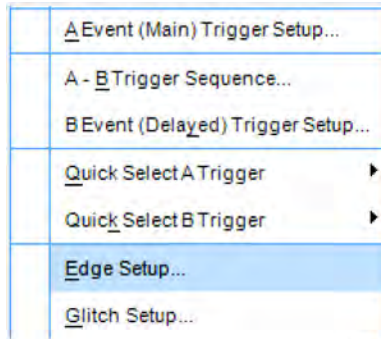 A Event (Main) Trigger Setup...
A - B Trigger Sequence...
B Event (Delayed) Trigger Setup...
Quick Select A Trigger
Quick Select B Trigger
Edge Setup...
Glitch Setup...